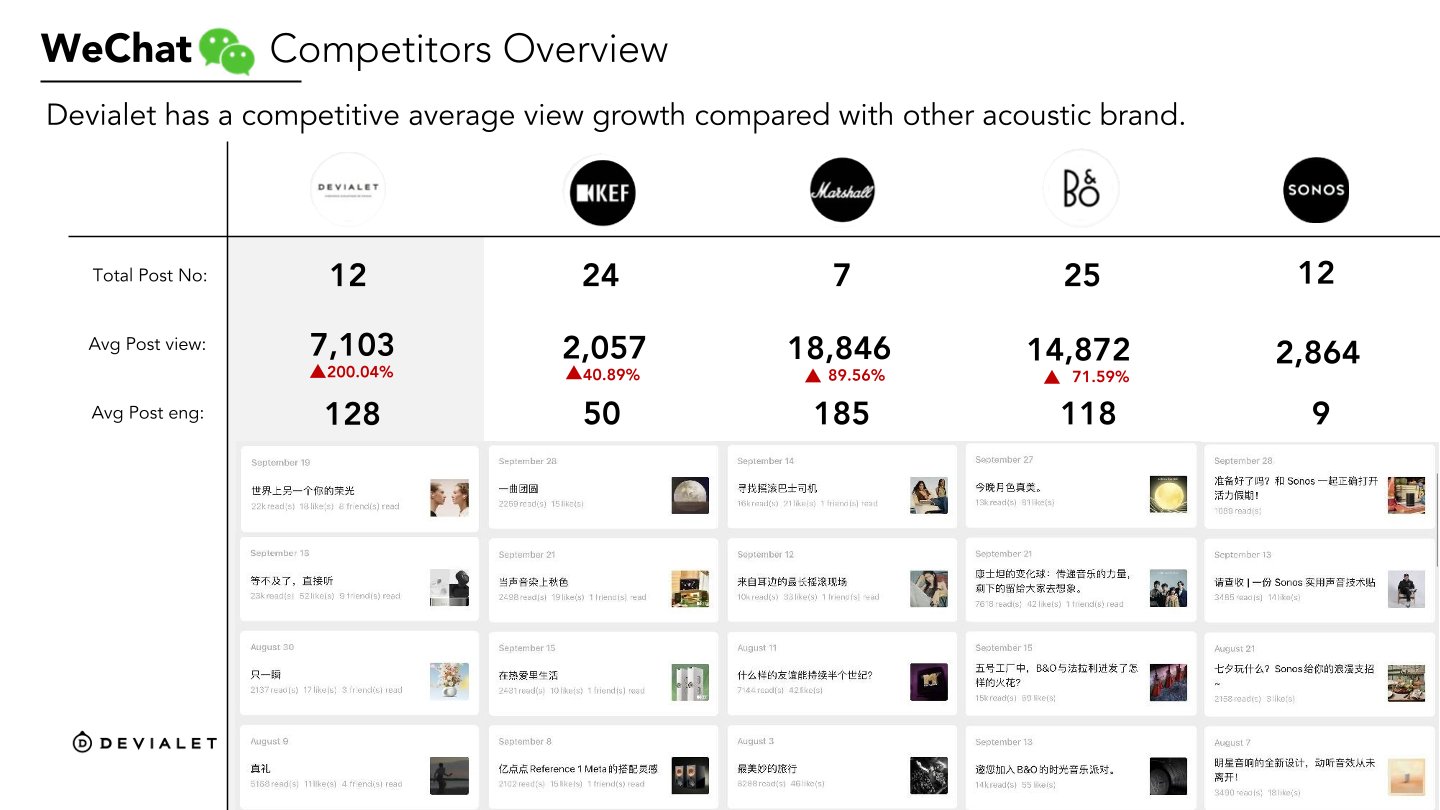 WeChat Competitors Overview
Devialet has a competitive average view growth compared with other acoustic brand.
DEVIALET
KEF
Marshall
B&O
SONOS
Total Post No:
12
24
7
25
12
Avg Post view:
7,103
2,057
18,846
14,872
2,864
▲200.04%
▲40.89%
▲ 89.56%
▲ 71.59%
Avg Post eng:
128
50
185
118
9
September 19
世界上另一个你的荣光
22k read(s) 18 like(s) 8 friend(s) read
September 18
等不及了，直接听
23k read(s) 52 like(s) 9 friend(s) read
August 30
只一瞬
2137 read(s) 17 like(s) 3 friend(s) read
August 9
真礼
5168 read(s) 11 like(s) 4 friend(s) read
September 28
一曲团圆
2269 read(s) 15 like(s)
September 21
当声音染上秋色
2498 read(s) 19 like(s) 1 friend(s) read
September 15
在热爱里生活
2481 read(s) 10 like(s) 1 friend(s) read
September 8
亿点点 Reference 1 Meta 的搭配灵感
2102 read(s) 15 like(s) 1 friend(s) read
September 14
寻找摇滚巴士司机
16k read(s) 21 like(s) 1 friend(s) read
September 12
来自耳边的最长摇滚现场
10k read(s) 33 like(s) 1 friend(s) read
August 11
什么样的友谊能持续半个世纪？
7144 read(s) 42 like(s)
August 3
最美妙的旅行
5288 read(s) 46 like(s)
September 27
今晚月色真美。
13k read(s) 61 like(s)
September 21
康士坦的变化球：传递音乐的力量，
剩下的留给大家去想象。
7618 read(s) 42 like(s) 1 friend(s) read
September 15
五号工厂中，B&O与法拉利迸发了怎
样的火花？
15k read(s) 69 like(s)
September 13
邀您加入 B&O 的时光音乐派对。
14k read(s) 55 like(s)
September 28
准备好了吗？和 Sonos 一起正确打开
活力假期！
1689 read(s)
September 13
请查收 | 一份 Sonos 实用声音技术贴
3485 read(s) 14 like(s)
August 21
七夕玩什么？Sonos 给你的浪漫支招
~
2158 read(s) 8 like(s)
August 7
明星音响的全新设计，动听音效从未
离开！
3490 read(s) 18 like(s)
DEVIALET